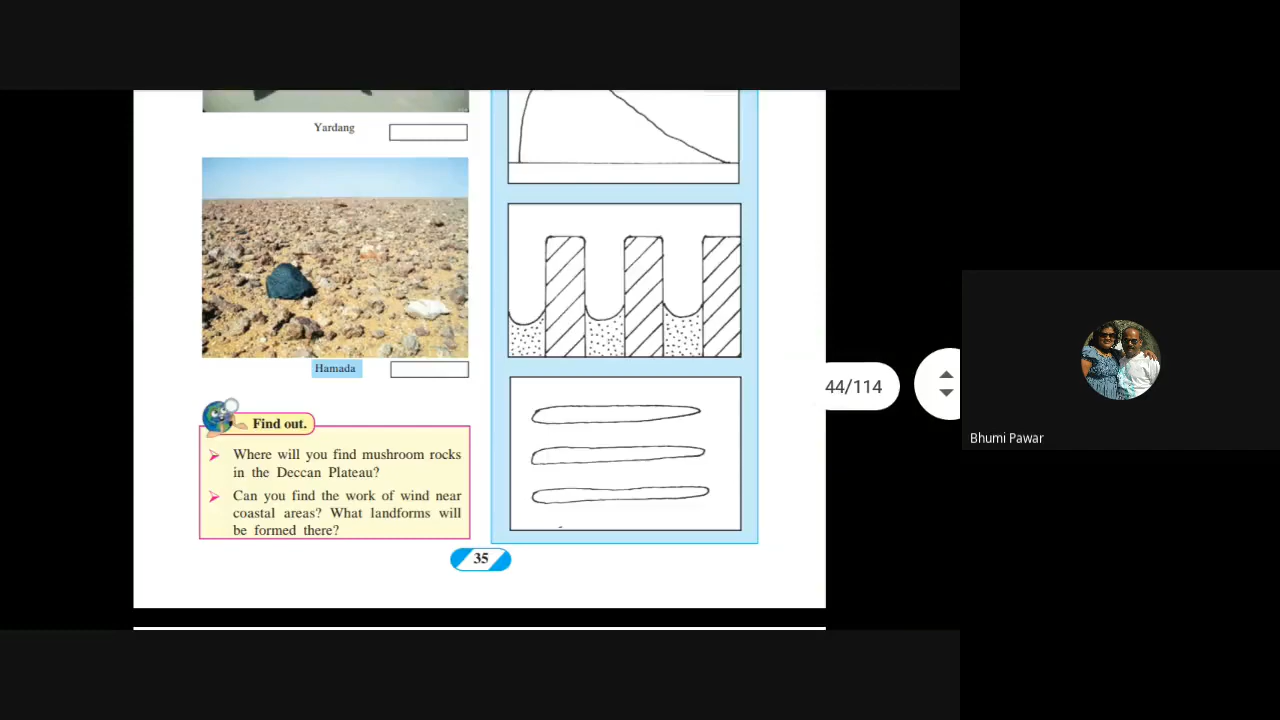 Yardang
Hamada
Find out.
Where will you find mushroom rocks
in the Deccan Plateau?
Can you find the work of wind near
coastal areas? What landforms will
be formed there?
35
44/114
Bhumi Pawar